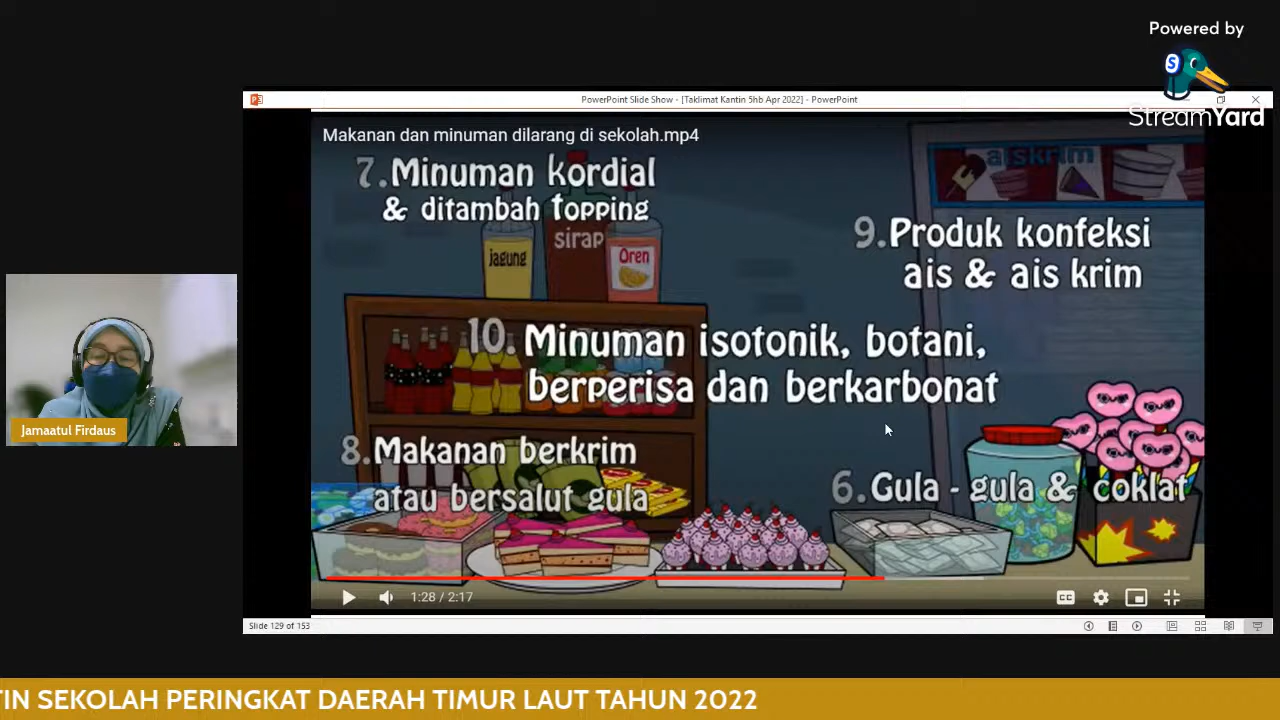 Powered by
StreamYard
PowerPoint Slide Show - [Taklimat Kantin 5hb Apr 2022] - PowerPoint
Makanan dan minuman dilarang di sekolah.mp4
aiskrim
7. Minuman kordial
& ditambah topping
sirap
jagung
Oren
9. Produk konfeksi
ais & ais krim
10. Minuman isotonik, botani,
berperisa dan berkarbonat
8. Makanan berkrim
atau bersalut gula
6. Gula - gula & coklat
Jamaatul Firdaus
1:28 / 2:17
CC
Slide 129 of 153
TIN SEKOLAH PERINGKAT DAERAH TIMUR LAUT TAHUN 2022